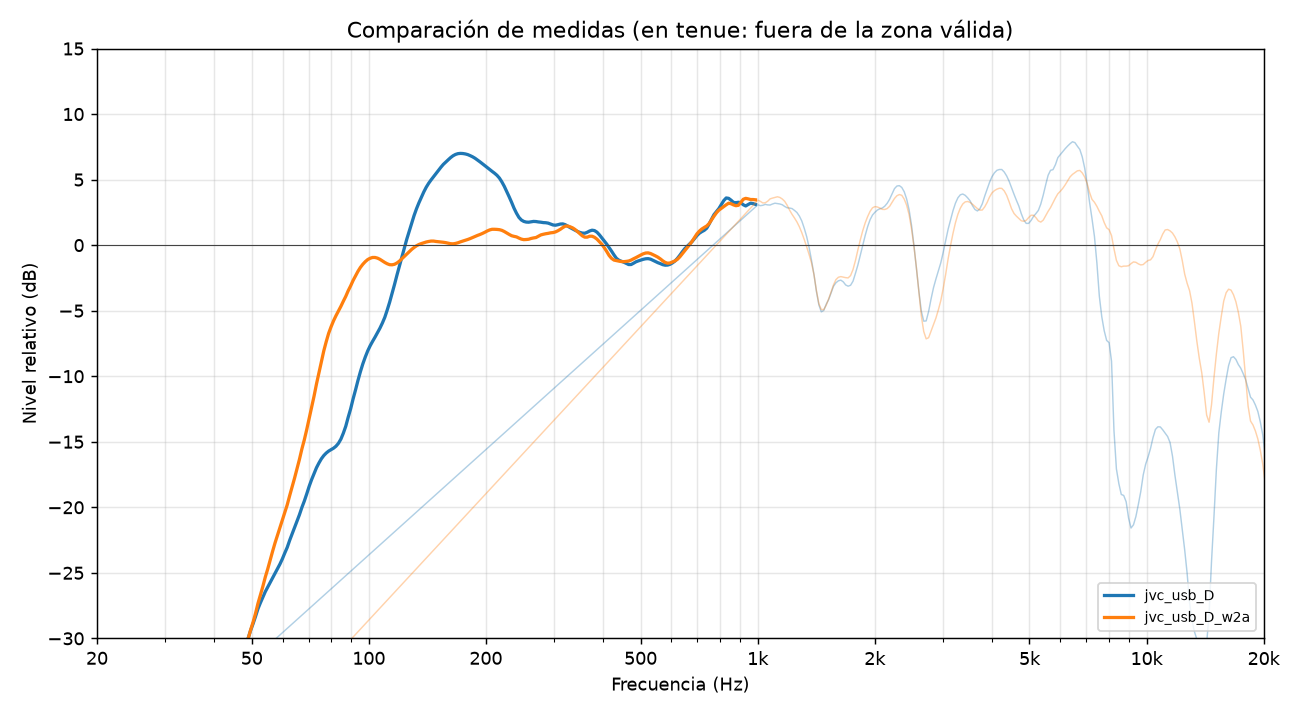 Comparación de medidas (en tenue: fuera de la zona válida)
Nivel relativo (dB)
15
10
5
0
−5
−10
−15
−20
−25
−30
20
50
100
200
500
1k
2k
5k
10k
20k
Frecuencia (Hz)
jvc_usb_D
jvc_usb_D_w2a